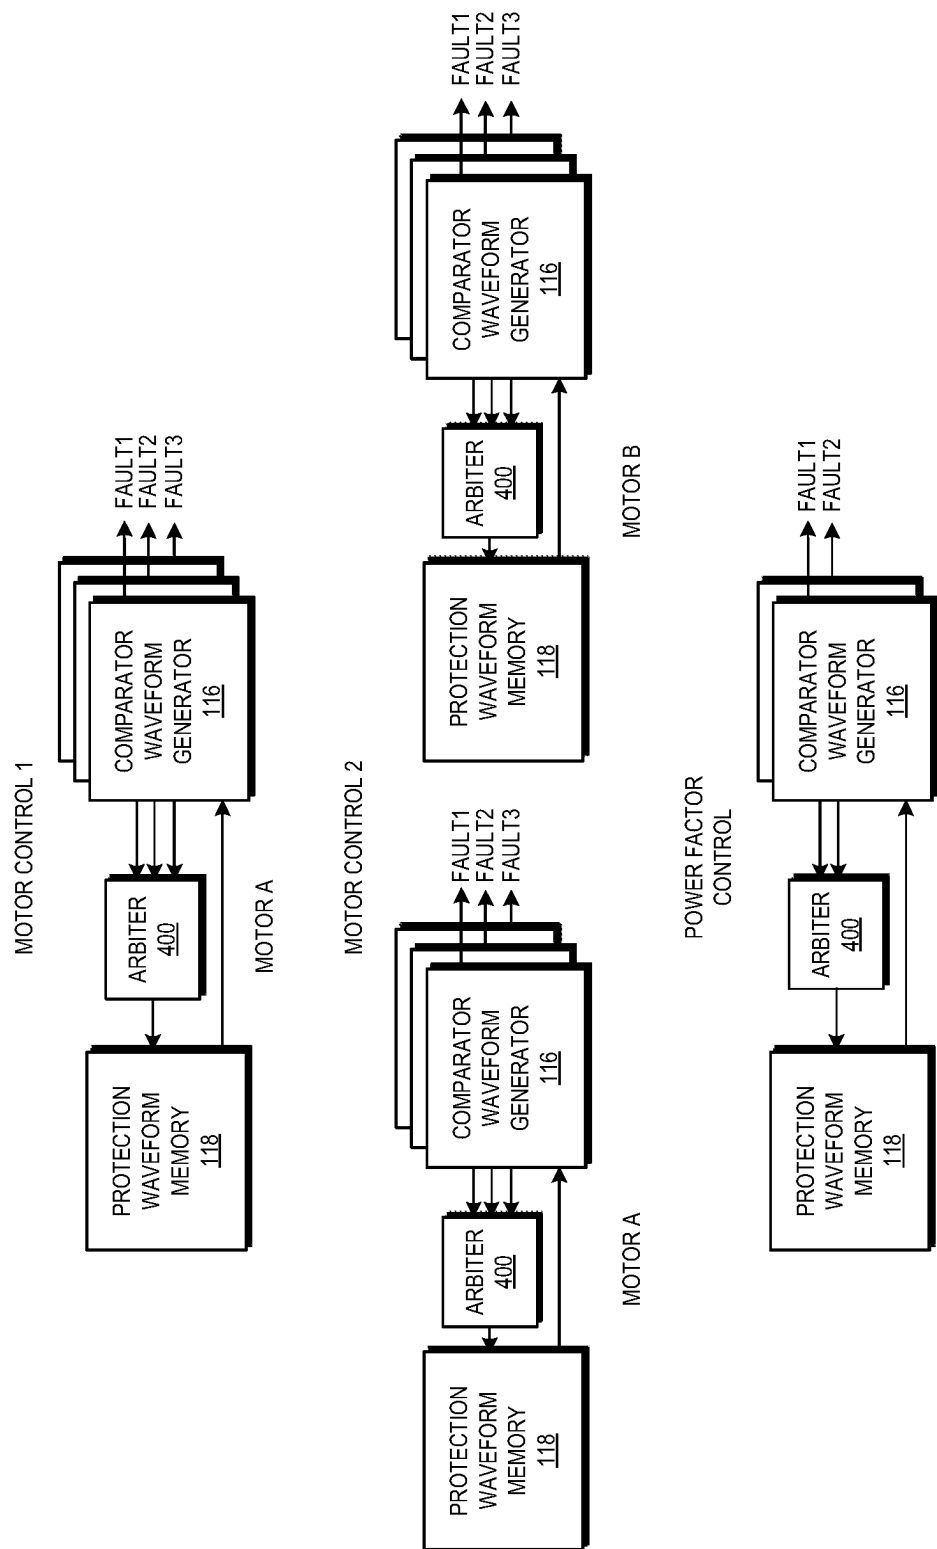 MOTOR CONTROL 1
PROTECTION
WAVEFORM
MEMORY
118
ARBITER
400
COMPARATOR
WAVEFORM
GENERATOR
116
FAULT1
FAULT2
FAULT3
MOTOR A
MOTOR CONTROL 2
PROTECTION
WAVEFORM
MEMORY
118
ARBITER
400
COMPARATOR
WAVEFORM
GENERATOR
116
FAULT1
FAULT2
FAULT3
MOTOR A
PROTECTION
WAVEFORM
MEMORY
118
ARBITER
400
COMPARATOR
WAVEFORM
GENERATOR
116
FAULT1
FAULT2
FAULT3
MOTOR B
POWER FACTOR
CONTROL
PROTECTION
WAVEFORM
MEMORY
118
ARBITER
400
COMPARATOR
WAVEFORM
GENERATOR
116
FAULT1
FAULT2